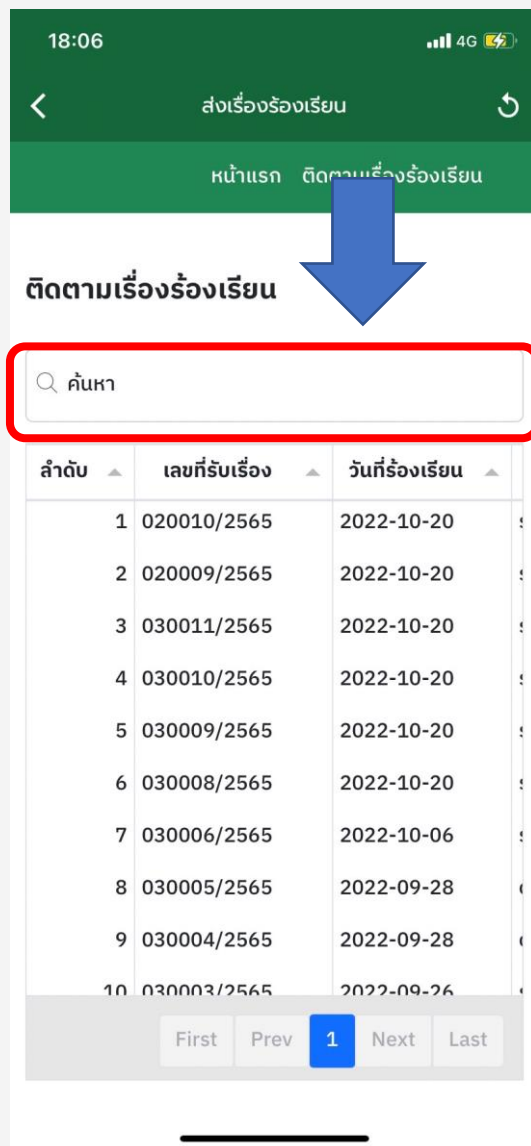 18:06 4G
ส่งเรื่องร้องเรียน
หน้าแรก ติดตามเรื่องร้องเรียน
ติดตามเรื่องร้องเรียน
ค้นหา
ลำดับ เลขที่รับเรื่อง วันที่ร้องเรียน
1 020010/2565 2022-10-20
2 020009/2565 2022-10-20
3 030011/2565 2022-10-20
4 030010/2565 2022-10-20
5 030009/2565 2022-10-20
6 030008/2565 2022-10-20
7 030006/2565 2022-10-06
8 030005/2565 2022-09-28
9 030004/2565 2022-09-28
10 030003/2565 2022-09-26
First Prev 1 Next Last